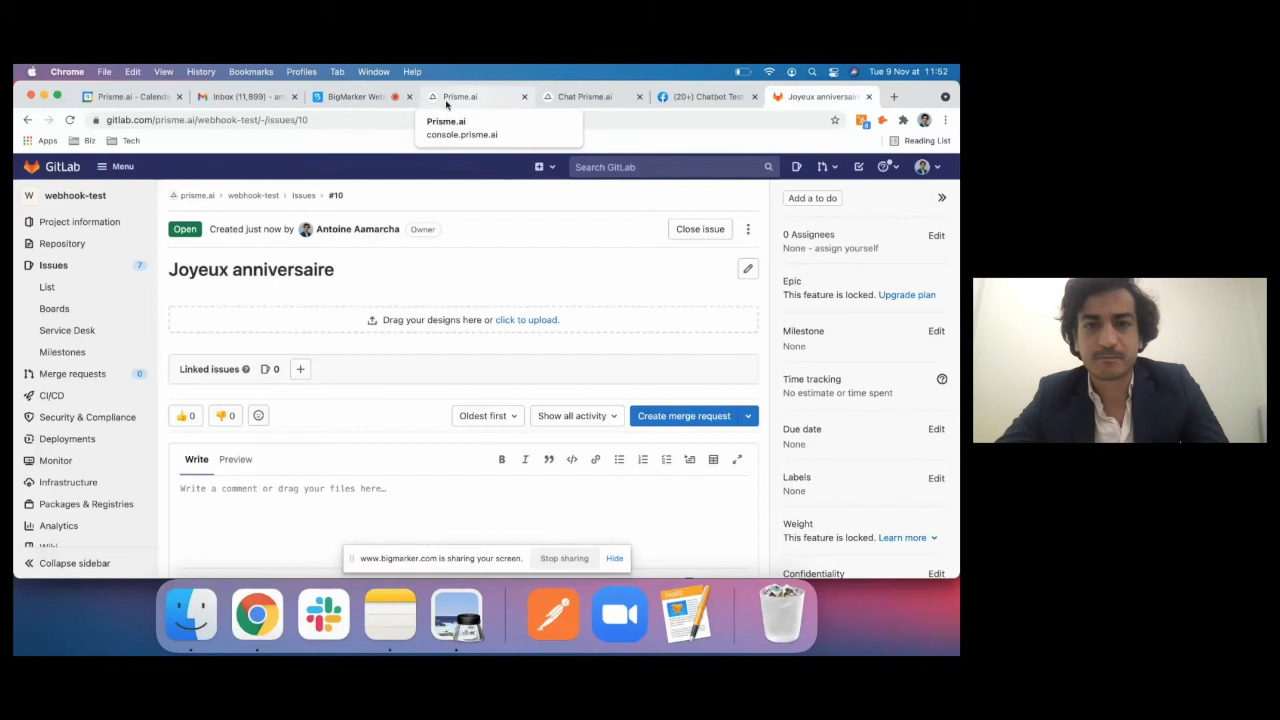 Chrome File Edit View History Bookmarks Profiles Tab Window Help Tue 9 Nov at 11:52
Prisme.ai - Calenda Inbox (11,899) - am BigMarker Web Prisme.ai Chat Prisme.ai (20+) Chatbot Test Joyeux anniversaire
gitlab.com/prisme.ai/webhook-test/-/issues/10
Prisme.ai
console.prisme.ai
Apps Biz Tech Reading List
GitLab Menu Search GitLab
W webhook-test
Project information
Repository
Issues 7
List
Boards
Service Desk
Milestones
Merge requests 0
CI/CD
Security & Compliance
Deployments
Monitor
Infrastructure
Packages & Registries
Analytics
Wiki
Collapse sidebar
prisme.ai > webhook-test > Issues > #10
Open Created just now by Antoine Aamarcha Owner Close issue
Joyeux anniversaire
Drag your designs here or click to upload.
Linked issues 0
0 0 Oldest first Show all activity Create merge request
Write Preview
Write a comment or drag your files here…
www.bigmarker.com is sharing your screen. Stop sharing Hide
Add a to do
0 Assignees Edit
None - assign yourself
Epic
This feature is locked. Upgrade plan
Milestone Edit
None
Time tracking
No estimate or time spent
Due date Edit
None
Labels Edit
None
Weight
This feature is locked. Learn more
Confidentiality Edit